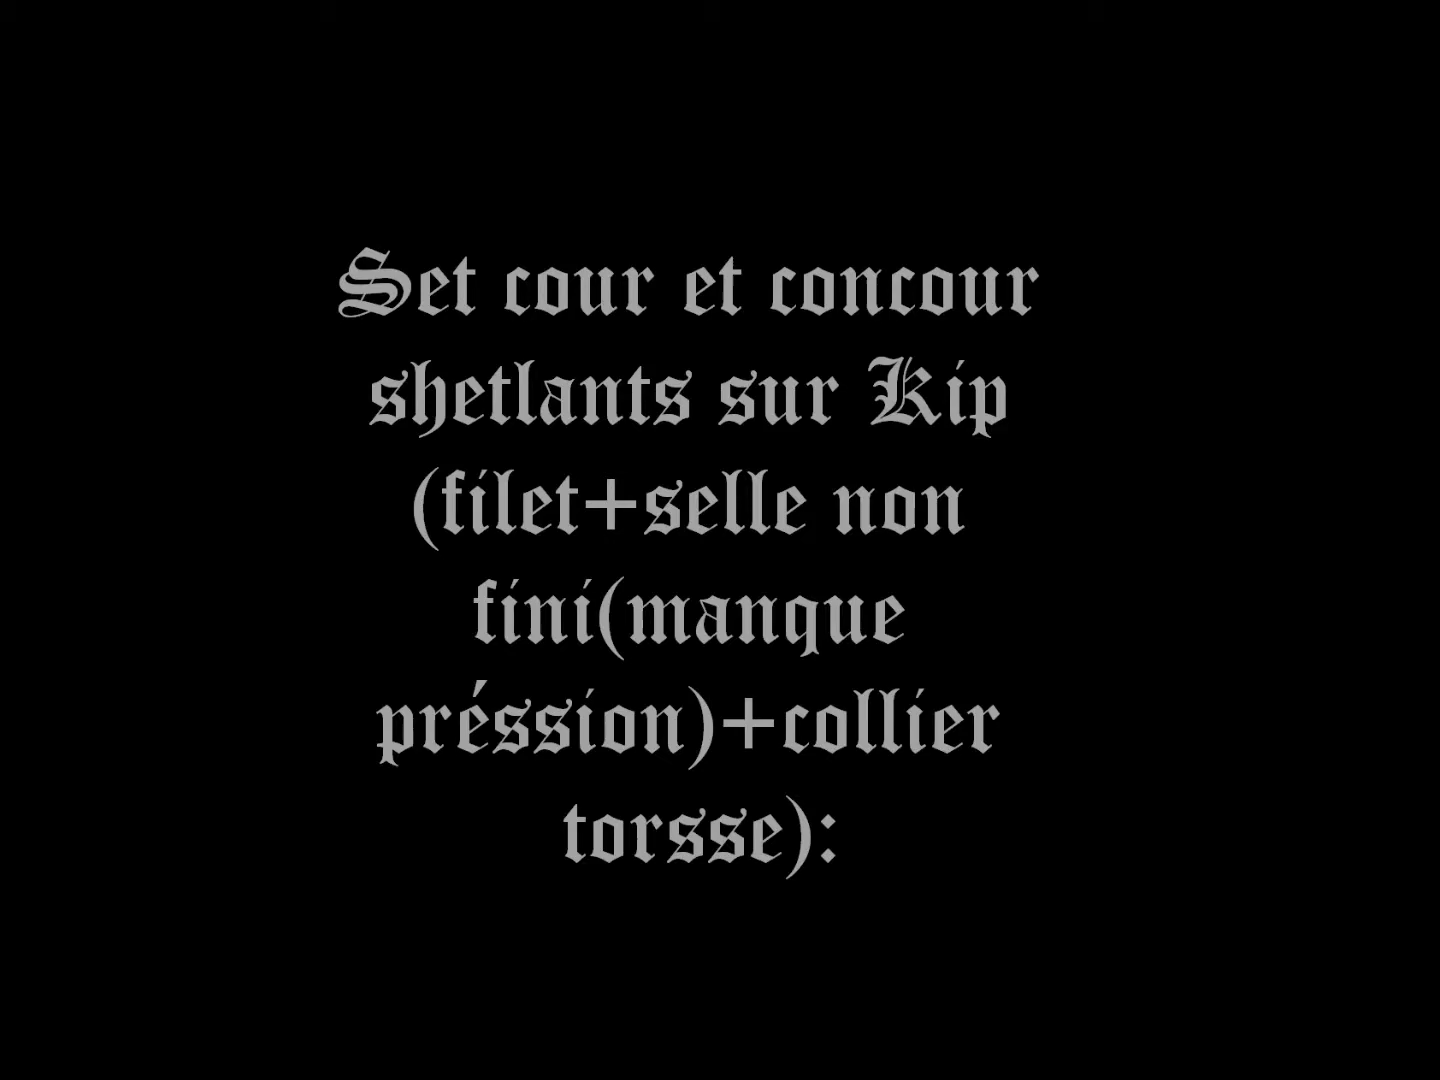 Set cour et concour
shetlants sur Kip
(filet+selle non
fini(manque
préssion)+collier
torsse):